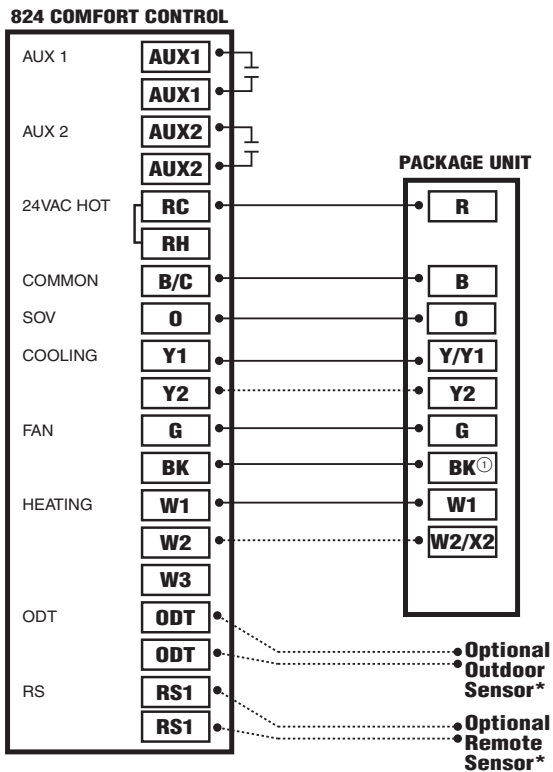 824 COMFORT CONTROL
AUX 1 AUX1
AUX1
AUX 2 AUX2
AUX2
PACKAGE UNIT
24VAC HOT RC R
RH
COMMON B/C B
SOV O O
COOLING Y1 Y/Y1
Y2 Y2
FAN G G
BK BK①
HEATING W1 W1
W2 W2/X2
W3
ODT ODT
ODT
Optional
Outdoor
Sensor*
RS RS1
RS1
Optional
Remote
Sensor*